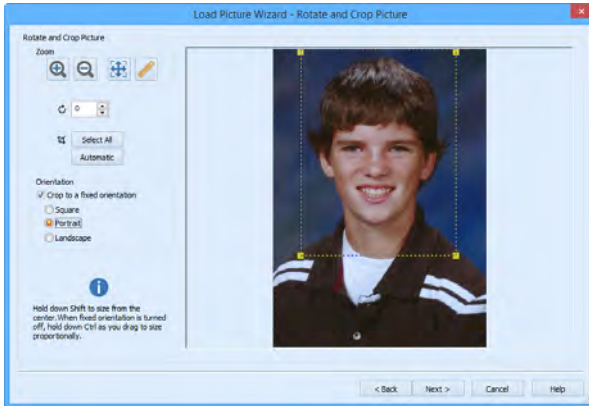 Load Picture Wizard - Rotate and Crop Picture
Rotate and Crop Picture
Zoom
0
Select All
Automatic
Orientation
Crop to a fixed orientation
Square
Portrait
Landscape
Hold down Shift to size from the
center. When fixed orientation is turned
off, hold down Ctrl as you drag to size
proportionally.
< Back
Next >
Cancel
Help